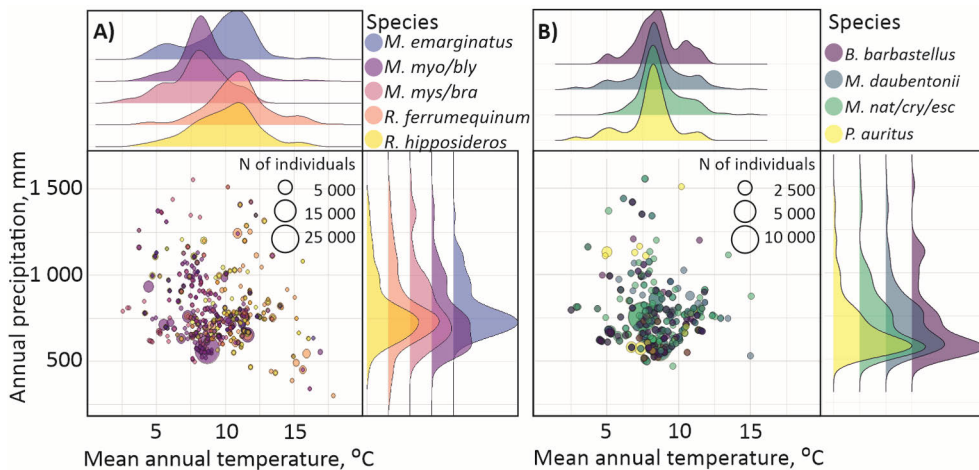 A)
Species
M. emarginatus
M. myo/bly
M. mys/bra
R. ferrumequinum
R. hipposideros
N of individuals
5 000
15 000
25 000
Annual precipitation, mm
1 500
1 000
500
5
10
15
Mean annual temperature, °C
B)
Species
B. barbastellus
M. daubentonii
M. nat/cry/esc
P. auritus
N of individuals
2 500
5 000
10 000
5
10
15
Mean annual temperature, °C